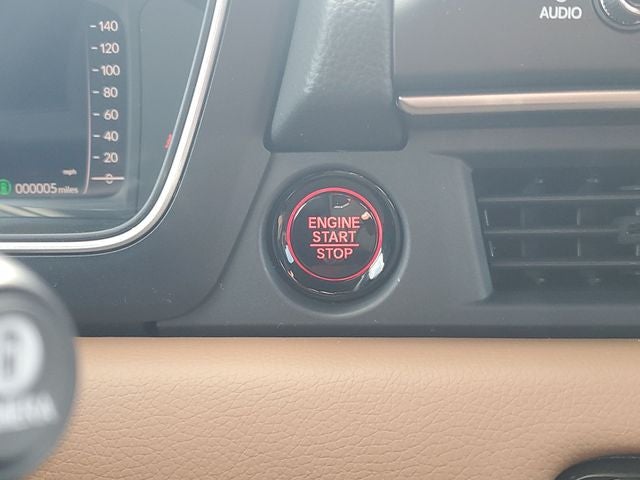 AUDIO
140
120
100
80
60
40
20
0
mph
000005 miles
ENGINE
START
STOP